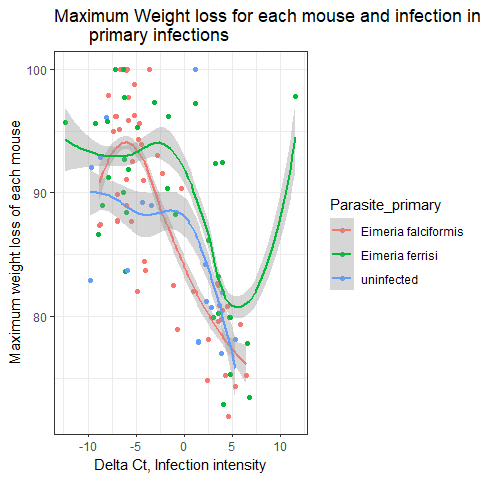 Maximum Weight loss for each mouse and infection in
primary infections
100
90
80
Maximum weight loss of each mouse
-10
-5
0
5
10
Delta Ct, Infection intensity
Parasite_primary
Eimeria falciformis
Eimeria ferrisi
uninfected